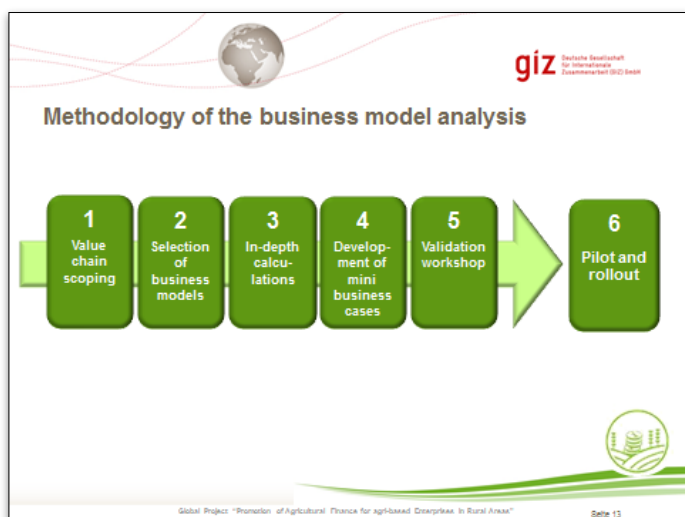 giz
Deutsche Gesellschaft
für Internationale
Zusammenarbeit (GIZ) GmbH
Methodology of the business model analysis
1
Value
chain
scoping
2
Selection
of
business
models
3
In-depth
calcu-
lations
4
Develop-
ment of
mini
business
cases
5
Validation
workshop
6
Pilot and
rollout
Global Project "Promotion of Agricultural Finance for agri-based Enterprises in Rural Areas"
Seite 13